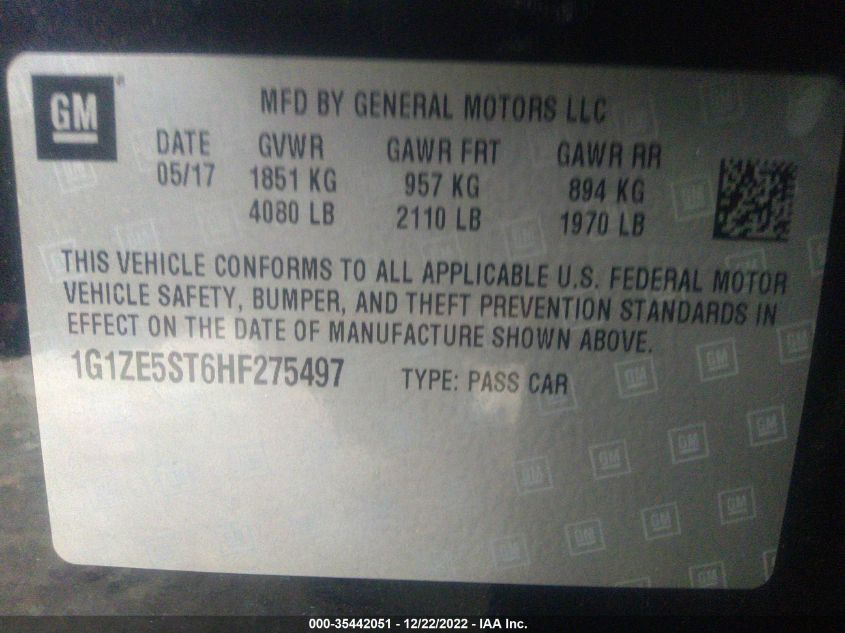 GM
MFD BY GENERAL MOTORS LLC
DATE GVWR GAWR FRT GAWR RR
05/17 1851 KG 957 KG 894 KG
4080 LB 2110 LB 1970 LB
THIS VEHICLE CONFORMS TO ALL APPLICABLE U.S. FEDERAL MOTOR
VEHICLE SAFETY, BUMPER, AND THEFT PREVENTION STANDARDS IN
EFFECT ON THE DATE OF MANUFACTURE SHOWN ABOVE.
1G1ZE5ST6HF275497 TYPE: PASS CAR
000-35442051 - 12/22/2022 - IAA Inc.